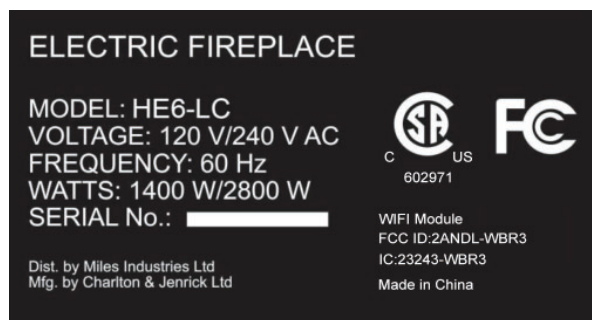 ELECTRIC FIREPLACE
MODEL: HE6-LC
VOLTAGE: 120 V/240 V AC
FREQUENCY: 60 Hz
WATTS: 1400 W/2800 W
SERIAL No.:
Dist. by Miles Industries Ltd
Mfg. by Charlton & Jenrick Ltd
C SA US
FC
602971
WIFI Module
FCC ID:2ANDL-WBR3
IC:23243-WBR3
Made in China